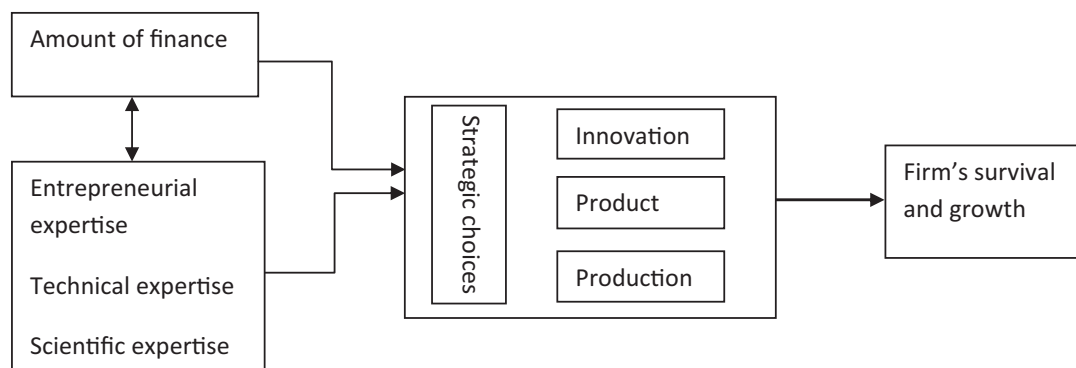 Amount of finance
Entrepreneurial
expertise
Technical expertise
Scientific expertise
Strategic choices
Innovation
Product
Production
Firm’s survival
and growth